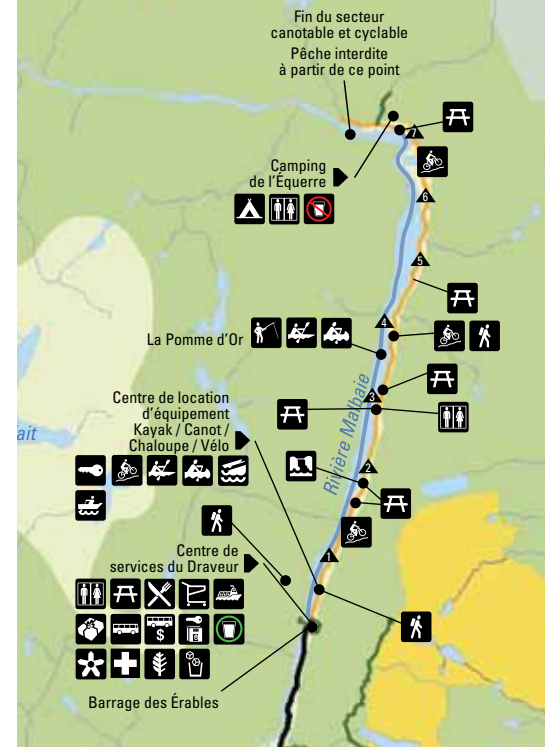 Fin du secteur
canotable et cyclable
Pêche interdite
à partir de ce point
7
Camping
de l'Équerre
6
5
4
La Pomme d'Or
3
Centre de location
d'équipement
Kayak / Canot /
Chaloupe / Vélo
ait
Rivière Malbaie
2
1
Centre de
services du Draveur
$
Barrage des Érables